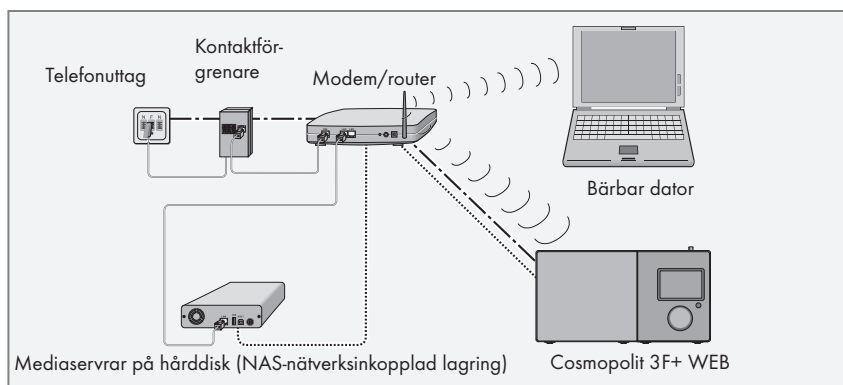 Kontaktför-
grenare
Telefonuttag
Modem/router
N F N
Bärbar dator
Mediaservrar på hårddisk (NAS-nätverksinkopplad lagring)
Cosmopolit 3F+ WEB